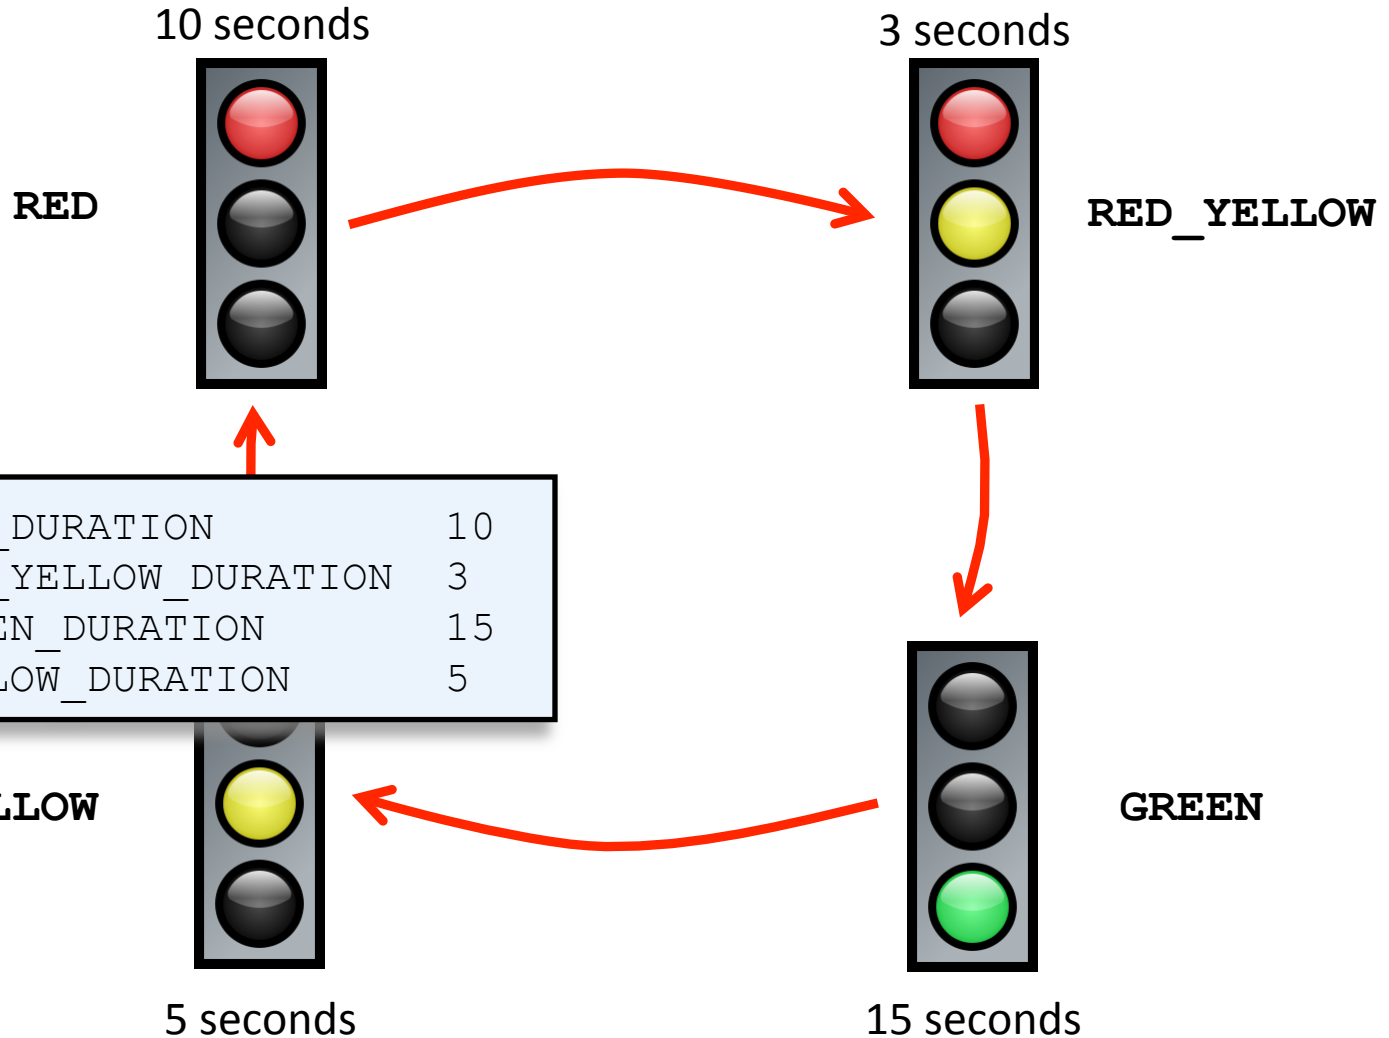 10 seconds
3 seconds
RED
RED_YELLOW
_DURATION 10
_YELLOW_DURATION 3
EN_DURATION 15
LOW_DURATION 5
LLOW
GREEN
5 seconds
15 seconds